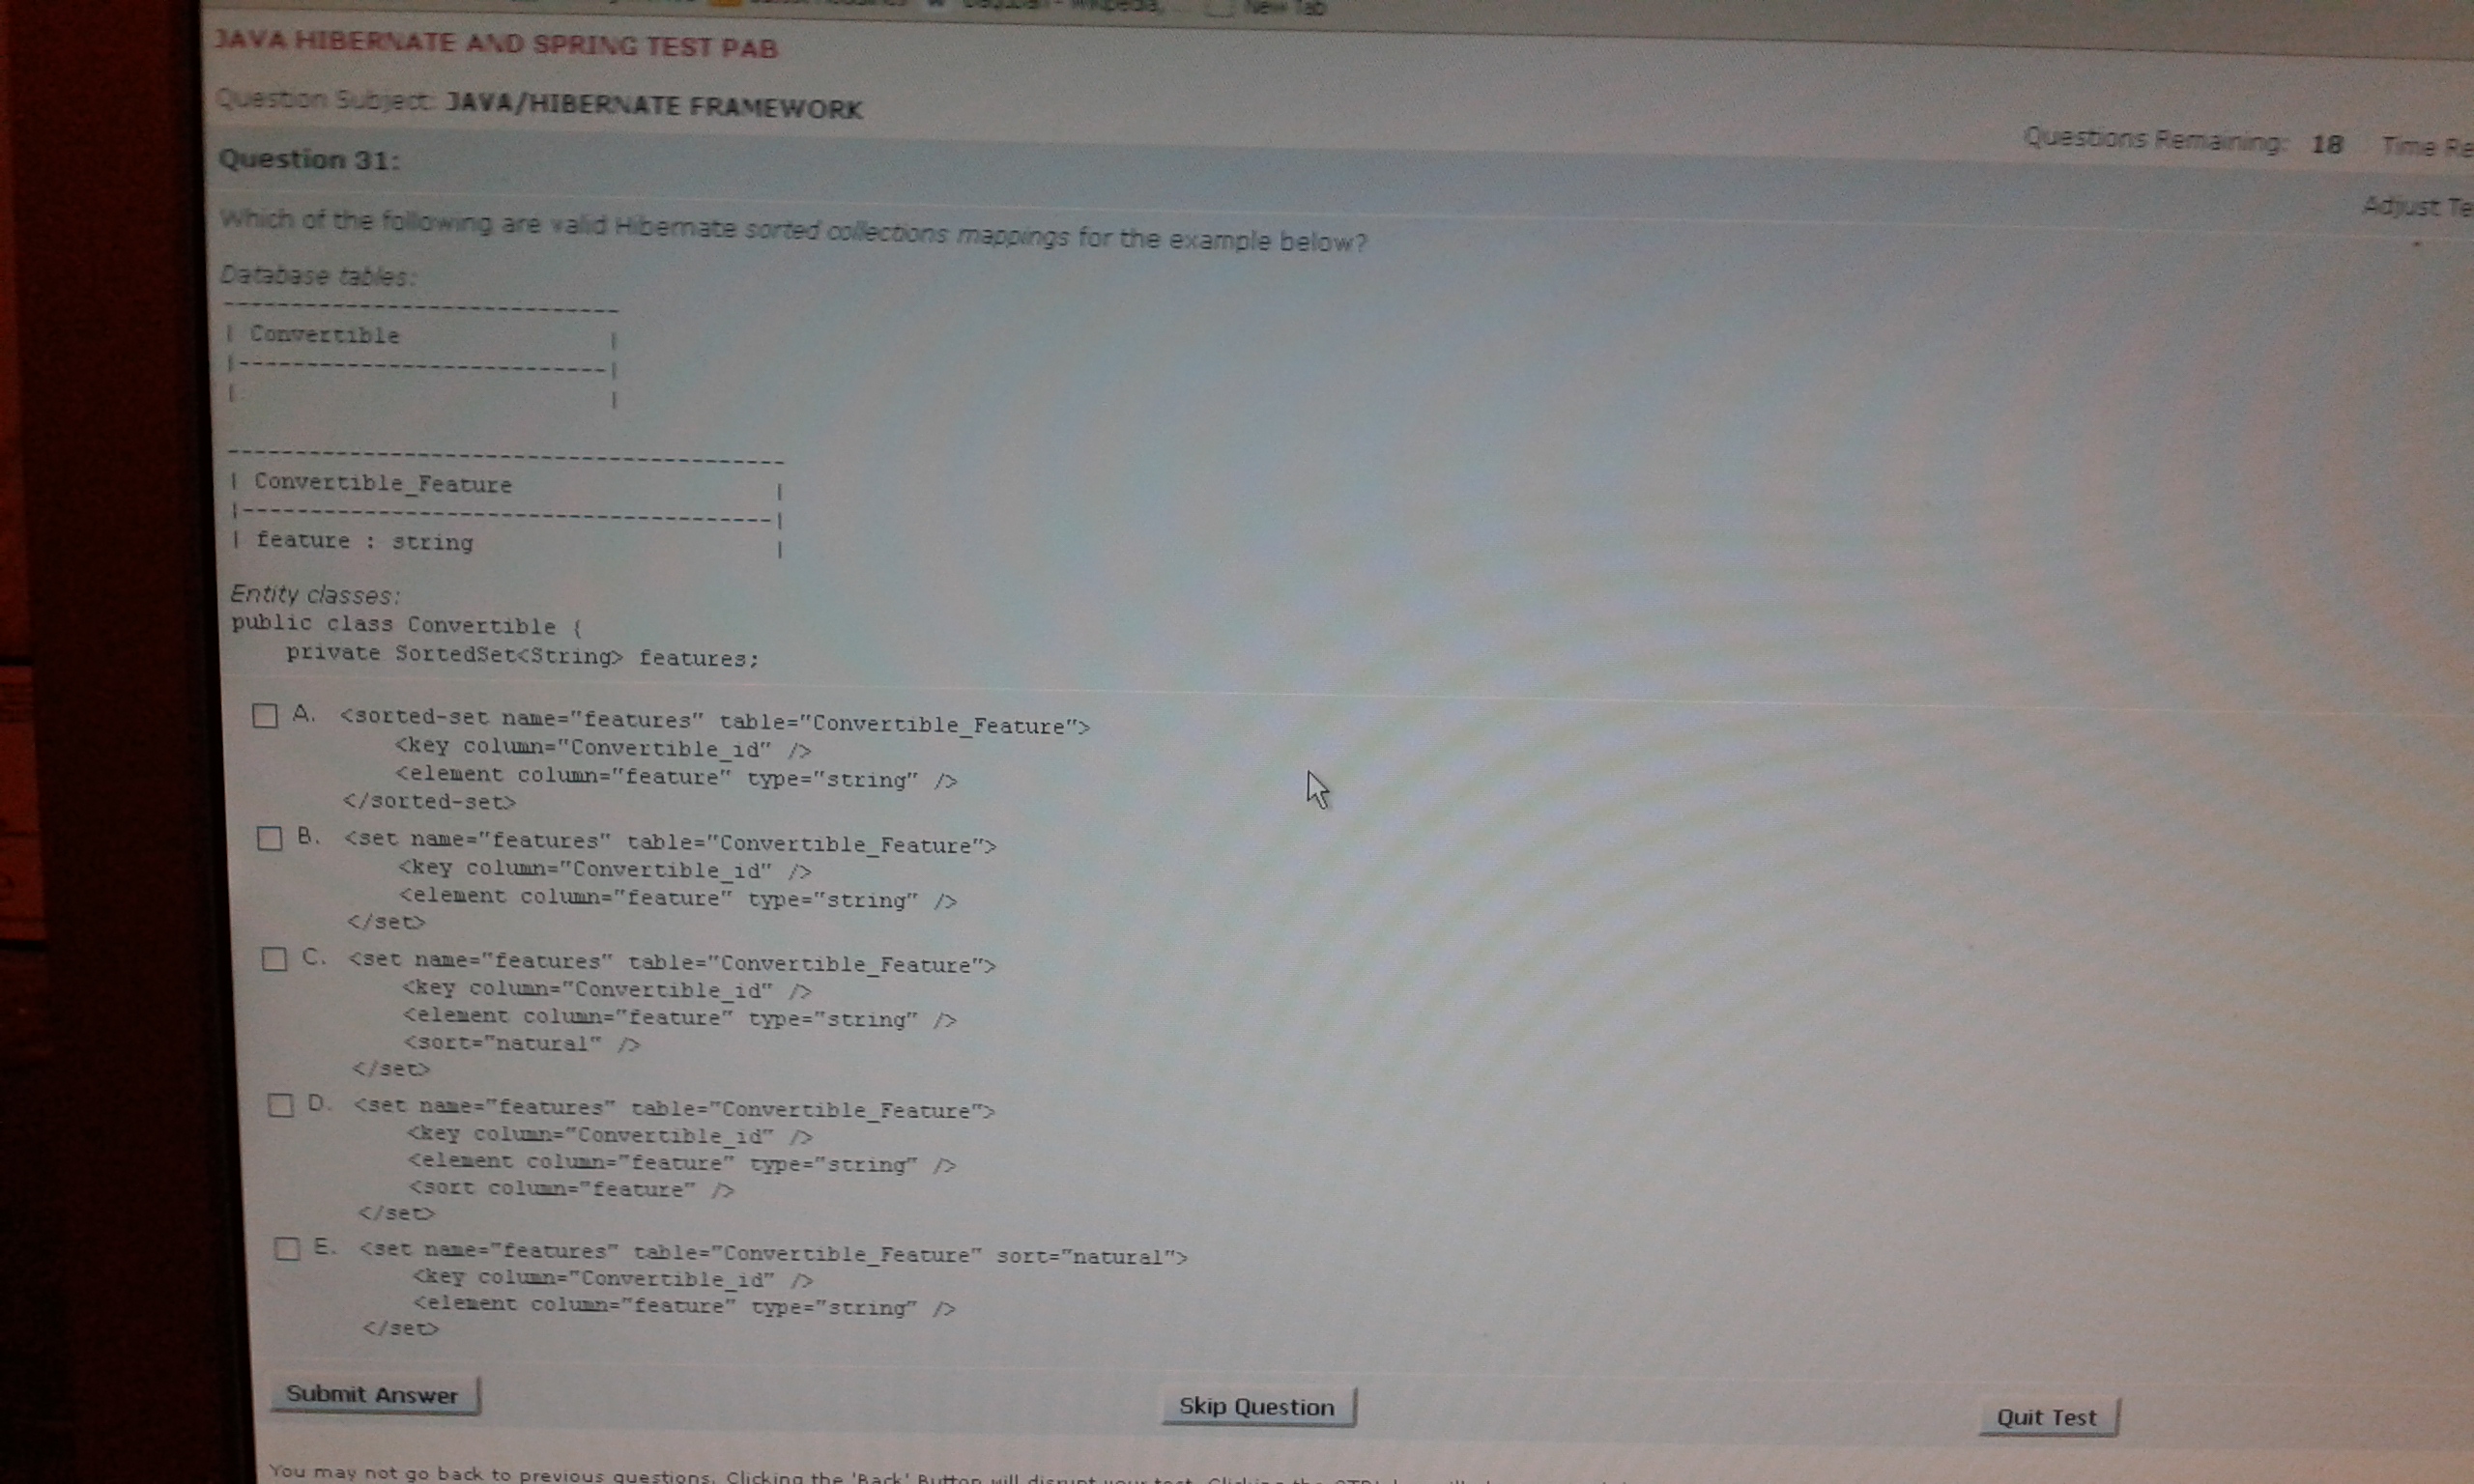 Wikipedia, New Tab
JAVA HIBERNATE AND SPRING TEST PAB
Question Subject: JAVA/HIBERNATE FRAMEWORK
Questions Remaining: 18 Time Re
Question 31:
Adjust Te
Which of the following are valid Hibernate sorted collections mappings for the example below?
Database tables:
---------------------------
| Convertible |
|---------------------------|
| |
---------------------------------------
| Convertible_Feature |
|---------------------------------------|
| feature : string |
Entity classes:
public class Convertible {
private SortedSet<String> features;
A. <sorted-set name="features" table="Convertible_Feature">
<key column="Convertible_id" />
<element column="feature" type="string" />
</sorted-set>
B. <set name="features" table="Convertible_Feature">
<key column="Convertible_id" />
<element column="feature" type="string" />
</set>
C. <set name="features" table="Convertible_Feature">
<key column="Convertible_id" />
<element column="feature" type="string" />
<sort="natural" />
</set>
D. <set name="features" table="Convertible_Feature">
<key column="Convertible_id" />
<element column="feature" type="string" />
<sort column="feature" />
</set>
E. <set name="features" table="Convertible_Feature" sort="natural">
<key column="Convertible_id" />
<element column="feature" type="string" />
</set>
Submit Answer Skip Question Quit Test
You may not go back to previous questions. Clicking the 'Back' Button will disrupt your test. Clicking the